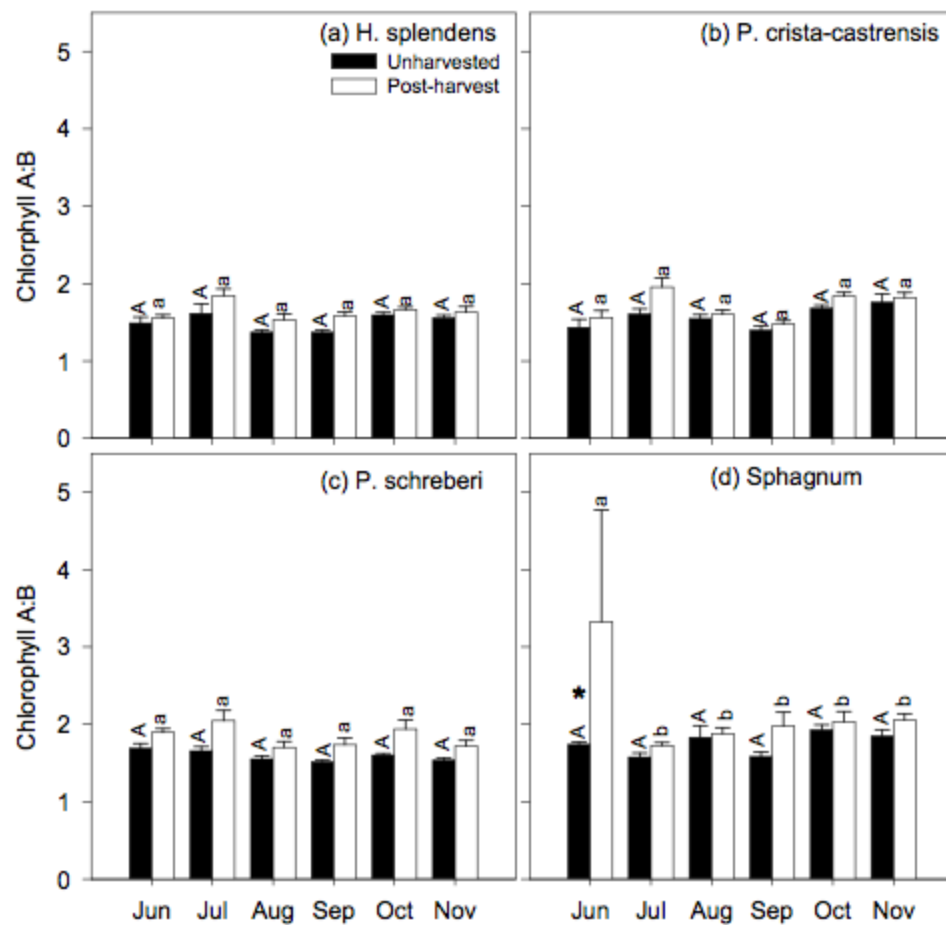 (a) H. splendens
Unharvested
Post-harvest
(b) P. crista-castrensis
Chlorphyll A:B
5
4
3
2
1
0
A a A a A a A a A a A a
A a A a A a A a A a A a
(c) P. schreberi
(d) Sphagnum
Chlorophyll A:B
5
4
3
2
1
0
A a A a A a A a A a A a
* A a A b A b A b A b A b
Jun Jul Aug Sep Oct Nov
Jun Jul Aug Sep Oct Nov